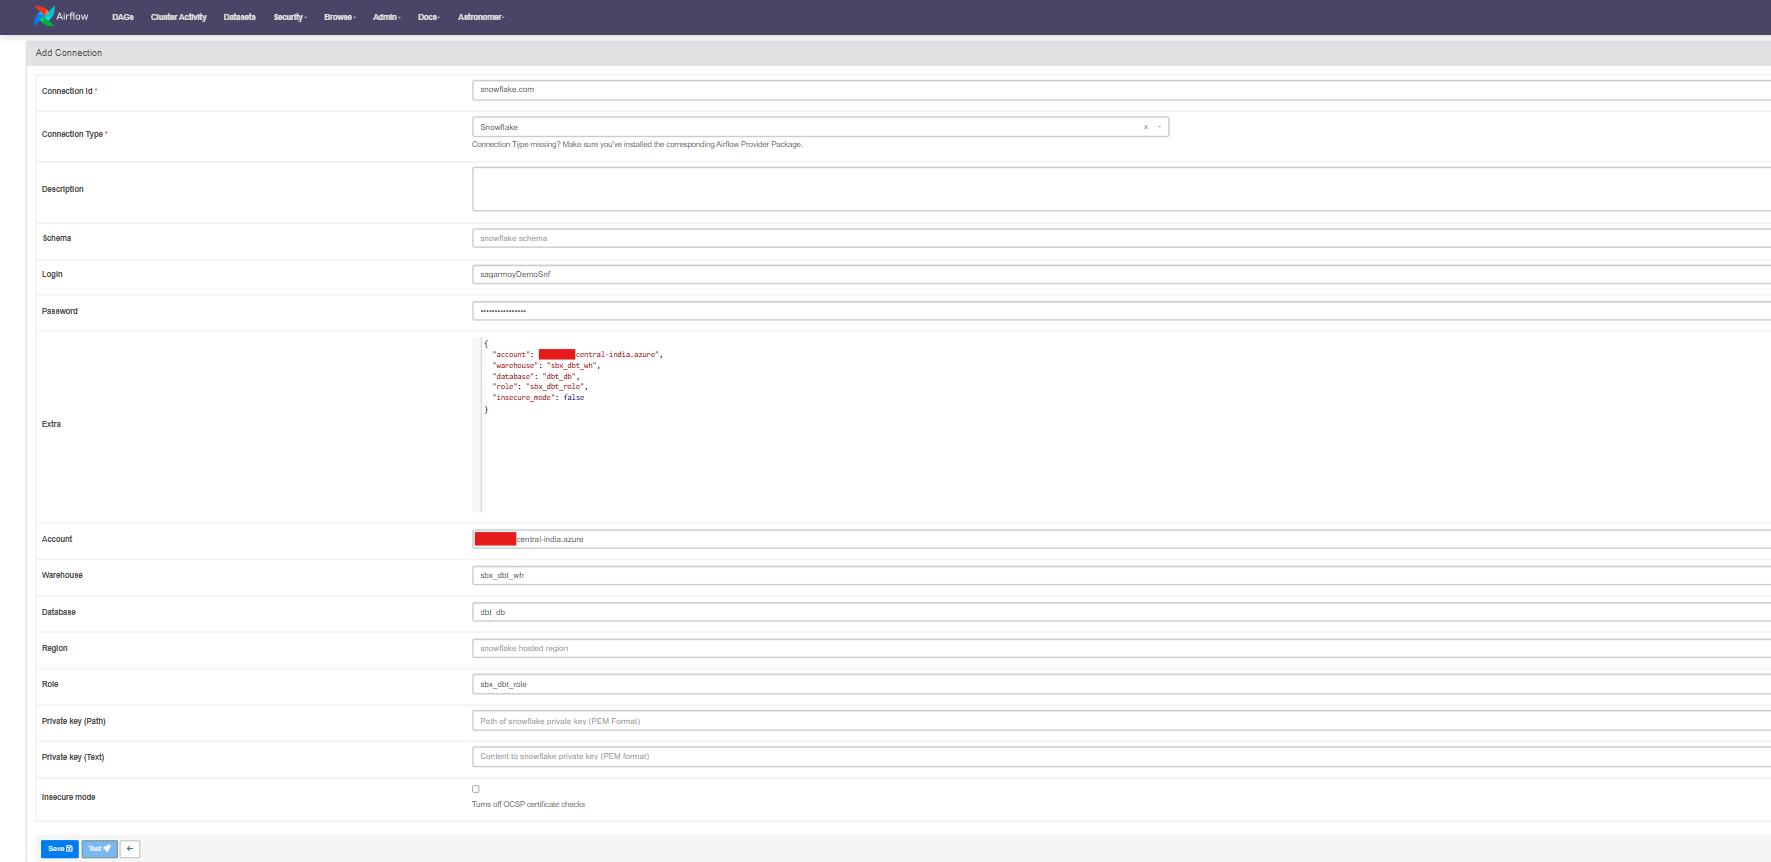 Airflow DAGs Cluster Activity Datasets Security Browse Admin Docs Astronomer
Add Connection
Connection Id *
snowflake.com
Connection Type *
Snowflake × 
Connection Type missing? Make sure you've installed the corresponding Airflow Provider Package.
Description
Schema
snowflake schema
Login
sagarmoyDemoSnf
Password
••••••••••••••••
Extra
{
"account": central-india.azure",
"warehouse": "sbx_dbt_wh",
"database": "dbt_db",
"role": "sbx_dbt_role",
"insecure_mode": false
}
Account
central-india.azure
Warehouse
sbx_dbt_wh
Database
dbt_db
Region
snowflake hosted region
Role
sbx_dbt_role
Private key (Path)
Path of snowflake private key (PEM Format)
Private key (Text)
Content to snowflake private key (PEM format)
Insecure mode
Turns off OCSP certificate checks
Save Test ←